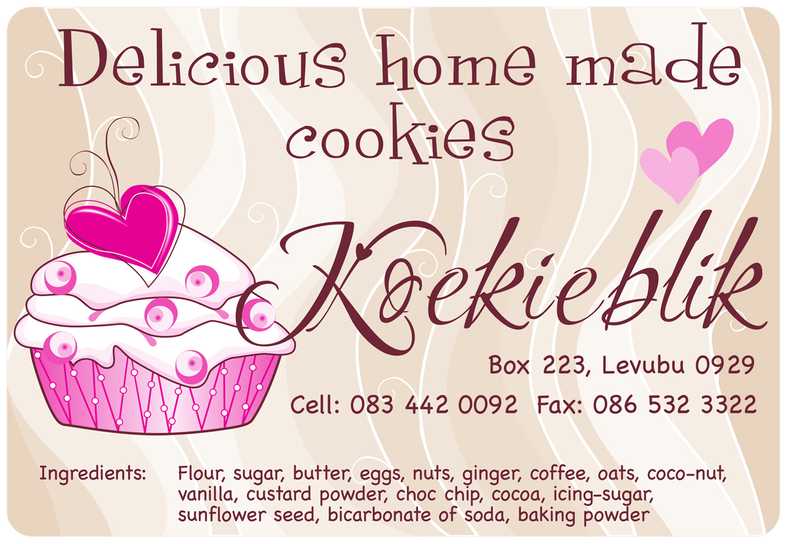 Delicious home made
cookies
Koekieblik
Box 223, Levubu 0929
Cell: 083 442 0092 Fax: 086 532 3322
Ingredients: Flour, sugar, butter, eggs, nuts, ginger, coffee, oats, coco-nut,
vanilla, custard powder, choc chip, cocoa, icing-sugar,
sunflower seed, bicarbonate of soda, baking powder